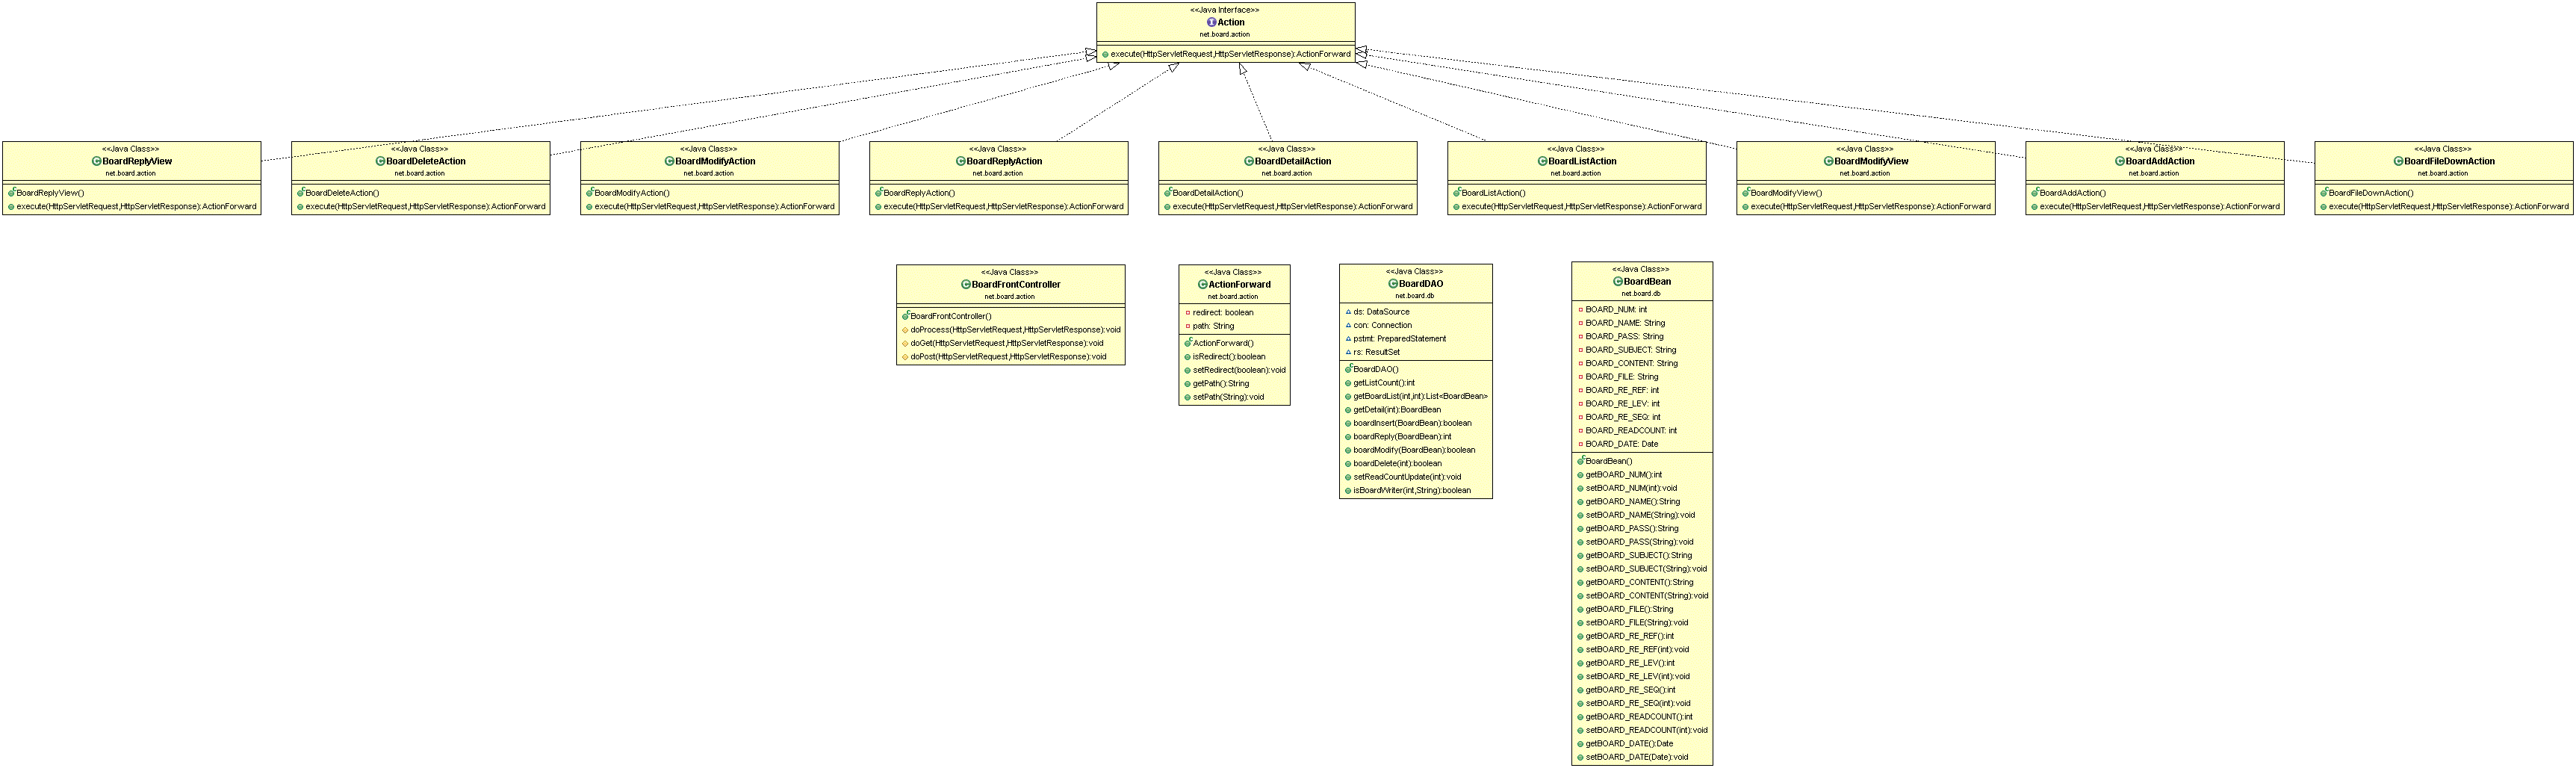 <<Java Interface>>
Action
net.board.action
execute(HttpServletRequest,HttpServletResponse):ActionForward
<<Java Class>>
BoardReplyView
net.board.action
BoardReplyView()
execute(HttpServletRequest,HttpServletResponse):ActionForward
<<Java Class>>
BoardDeleteAction
net.board.action
BoardDeleteAction()
execute(HttpServletRequest,HttpServletResponse):ActionForward
<<Java Class>>
BoardModifyAction
net.board.action
BoardModifyAction()
execute(HttpServletRequest,HttpServletResponse):ActionForward
<<Java Class>>
BoardReplyAction
net.board.action
BoardReplyAction()
execute(HttpServletRequest,HttpServletResponse):ActionForward
<<Java Class>>
BoardDetailAction
net.board.action
BoardDetailAction()
execute(HttpServletRequest,HttpServletResponse):ActionForward
<<Java Class>>
BoardListAction
net.board.action
BoardListAction()
execute(HttpServletRequest,HttpServletResponse):ActionForward
<<Java Class>>
BoardModifyView
net.board.action
BoardModifyView()
execute(HttpServletRequest,HttpServletResponse):ActionForward
<<Java Class>>
BoardAddAction
net.board.action
BoardAddAction()
execute(HttpServletRequest,HttpServletResponse):ActionForward
<<Java Class>>
BoardFileDownAction
net.board.action
BoardFileDownAction()
execute(HttpServletRequest,HttpServletResponse):ActionForward
<<Java Class>>
BoardFrontController
net.board.action
BoardFrontController()
doProcess(HttpServletRequest,HttpServletResponse):void
doGet(HttpServletRequest,HttpServletResponse):void
doPost(HttpServletRequest,HttpServletResponse):void
<<Java Class>>
ActionForward
net.board.action
redirect: boolean
path: String
ActionForward()
isRedirect():boolean
setRedirect(boolean):void
getPath():String
setPath(String):void
<<Java Class>>
BoardDAO
net.board.db
ds: DataSource
con: Connection
pstmt: PreparedStatement
rs: ResultSet
BoardDAO()
getListCount():int
getBoardList(int,int):List<BoardBean>
getDetail(int):BoardBean
boardInsert(BoardBean):boolean
boardReply(BoardBean):int
boardModify(BoardBean):boolean
boardDelete(int):boolean
setReadCountUpdate(int):void
isBoardWriter(int,String):boolean
<<Java Class>>
BoardBean
net.board.db
BOARD_NUM: int
BOARD_NAME: String
BOARD_PASS: String
BOARD_SUBJECT: String
BOARD_CONTENT: String
BOARD_FILE: String
BOARD_RE_REF: int
BOARD_RE_LEV: int
BOARD_RE_SEQ: int
BOARD_READCOUNT: int
BOARD_DATE: Date
BoardBean()
getBOARD_NUM():int
setBOARD_NUM(int):void
getBOARD_NAME():String
setBOARD_NAME(String):void
getBOARD_PASS():String
setBOARD_PASS(String):void
getBOARD_SUBJECT():String
setBOARD_SUBJECT(String):void
getBOARD_CONTENT():String
setBOARD_CONTENT(String):void
getBOARD_FILE():String
setBOARD_FILE(String):void
getBOARD_RE_REF():int
setBOARD_RE_REF(int):void
getBOARD_RE_LEV():int
setBOARD_RE_LEV(int):void
getBOARD_RE_SEQ():int
setBOARD_RE_SEQ(int):void
getBOARD_READCOUNT():int
setBOARD_READCOUNT(int):void
getBOARD_DATE():Date
setBOARD_DATE(Date):void